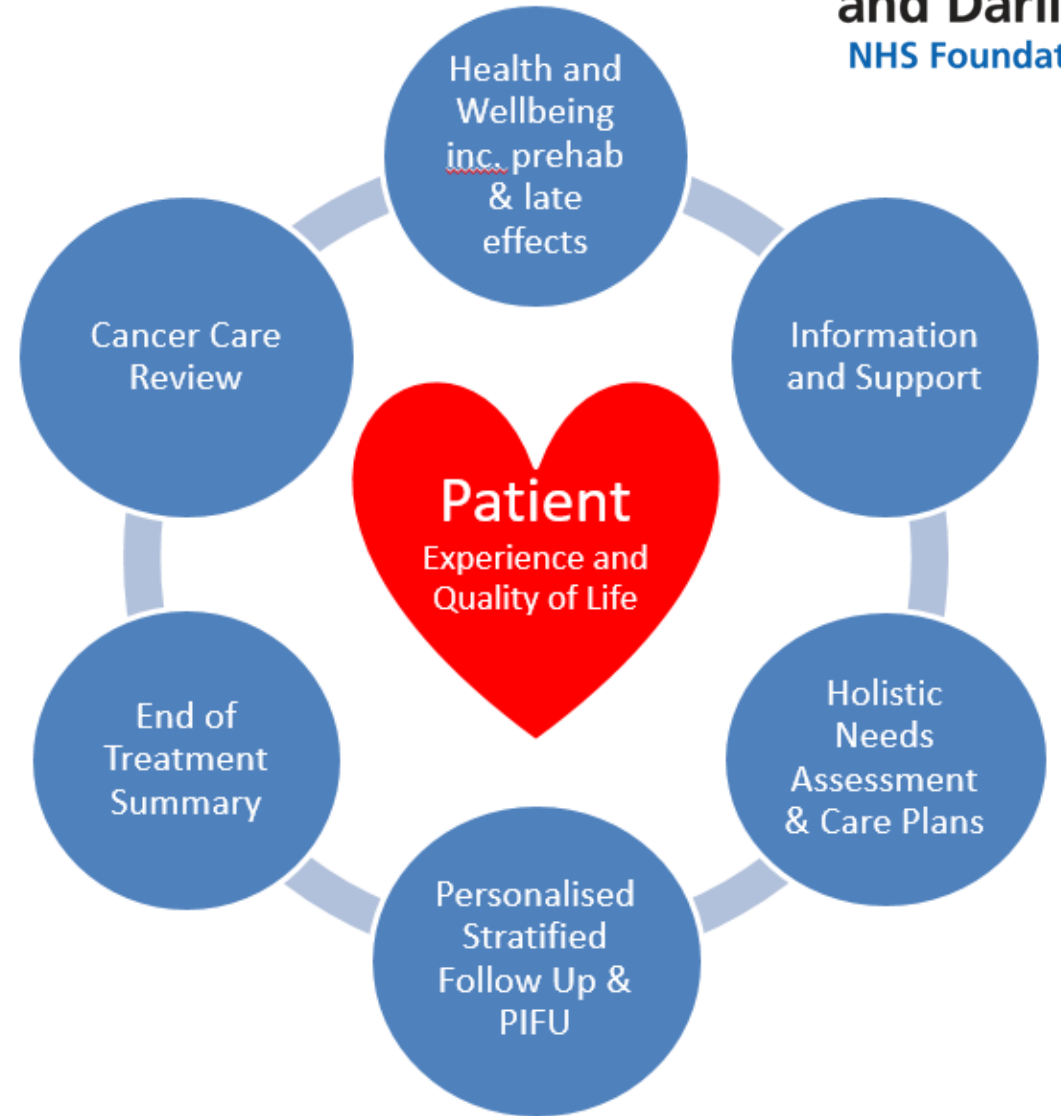 and Darli
NHS Foundat
Health and
Wellbeing
inc. prehab
& late
effects
Information
and Support
Holistic
Needs
Assessment
& Care Plans
Personalised
Stratified
Follow Up &
PIFU
End of
Treatment
Summary
Cancer Care
Review
Patient
Experience and
Quality of Life